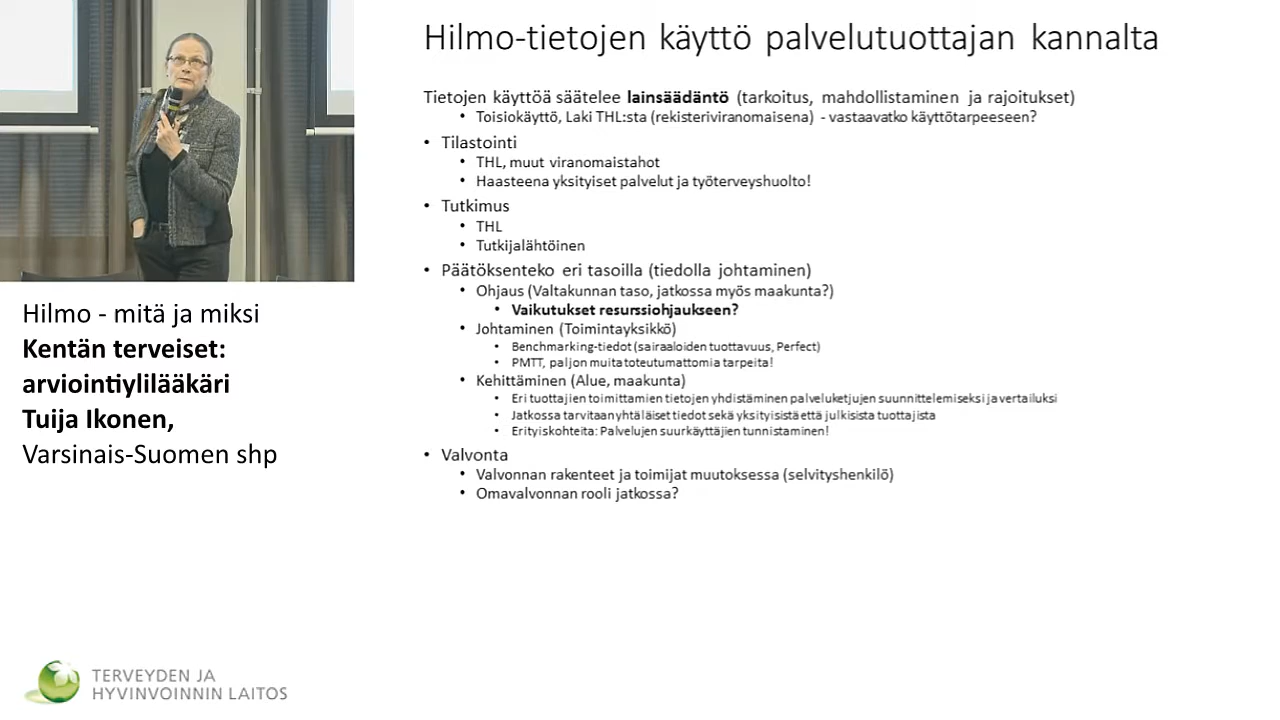 Hilmo-tietojen käyttö palvelutuottajan kannalta
Tietojen käyttöä säätelee lainsäädäntö (tarkoitus, mahdollistaminen ja rajoitukset)
• Toisiokäyttö, Laki THL:sta (rekisteriviranomaisena) - vastaavatko käyttötarpeeseen?
• Tilastointi
• THL, muut viranomaistahot
• Haasteena yksityiset palvelut ja työterveyshuolto!
• Tutkimus
• THL
• Tutkijalähtöinen
• Päätöksenteko eri tasoilla (tiedolla johtaminen)
• Ohjaus (Valtakunnan taso, jatkossa myös maakunta?)
• Vaikutukset resurssiohjaukseen?
• Johtaminen (Toimintayksikkö)
• Benchmarking-tiedot (sairaaloiden tuottavuus, Perfect)
• PMTT, paljon muita toteutumattomia tarpeita!
• Kehittäminen (Alue, maakunta)
• Eri tuottajien toimittamien tietojen yhdistäminen palveluketjujen suunnittelemiseksi ja vertailuksi
• Jatkossa tarvitaan yhtäläiset tiedot sekä yksityisistä että julkisista tuottajista
• Erityiskohteita: Palvelujen suurkäyttäjien tunnistaminen!
• Valvonta
• Valvonnan rakenteet ja toimijat muutoksessa (selvityshenkilö)
• Omavalvonnan rooli jatkossa?
Hilmo - mitä ja miksi
Kentän terveiset:
arviointiylilääkäri
Tuija Ikonen,
Varsinais-Suomen shp
TERVEYDEN JA
HYVINVOINNIN LAITOS